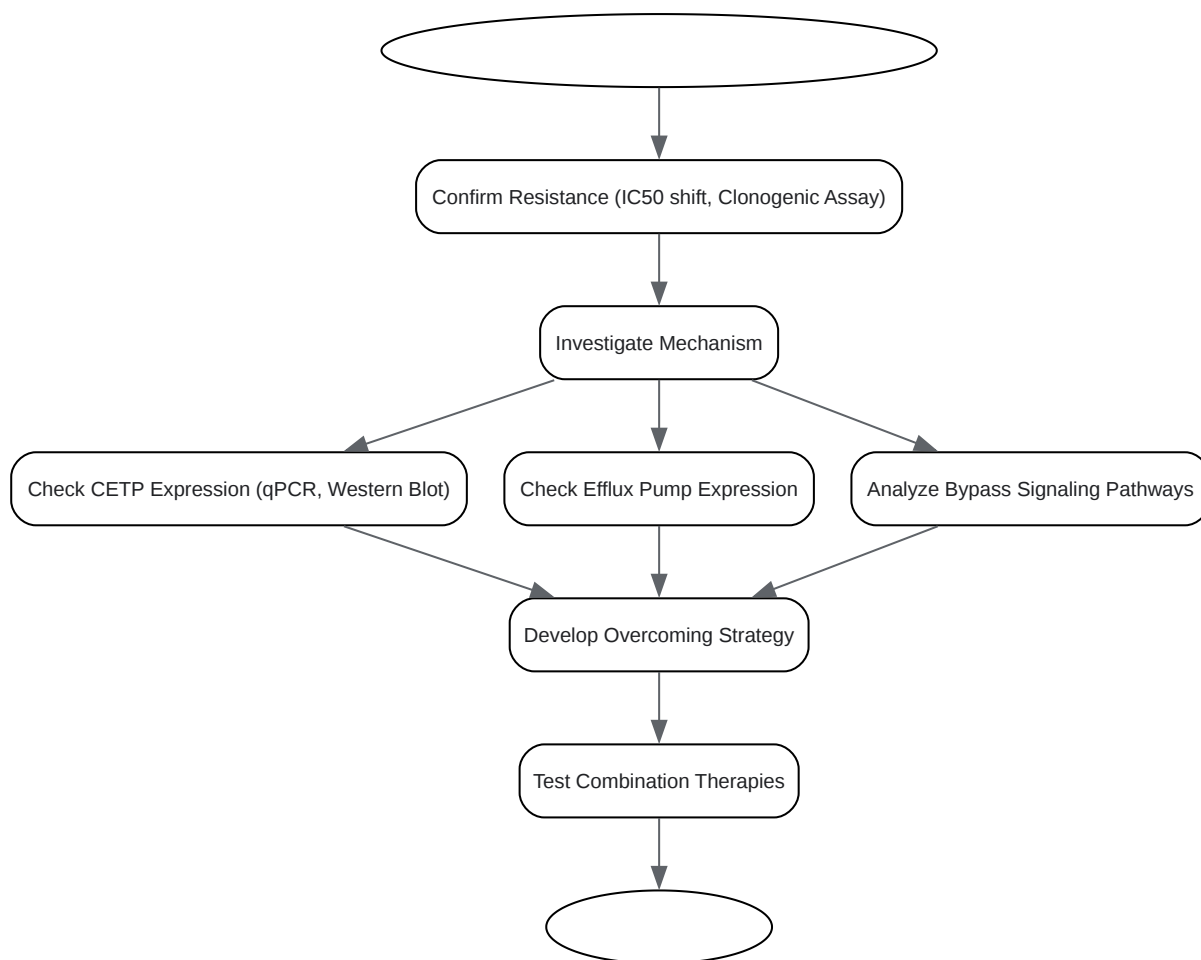 Confirm Resistance (IC50 shift, Clonogenic Assay)
Investigate Mechanism
Check CETP Expression (qPCR, Western Blot)
Check Efflux Pump Expression
Analyze Bypass Signaling Pathways
Develop Overcoming Strategy
Test Combination Therapies